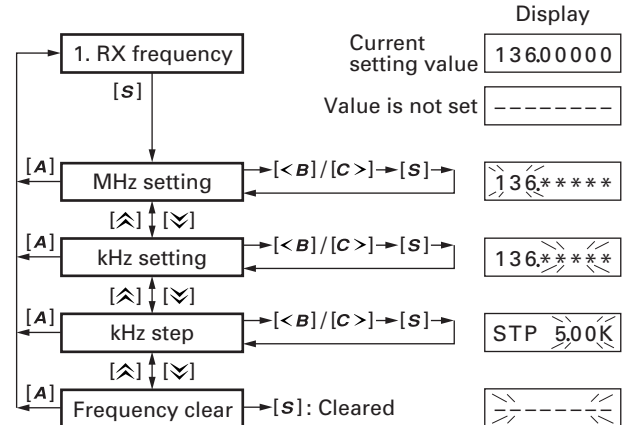 Display
1. RX frequency
Current
setting value
136.00000
[S]
Value is not set
--------
[A]
MHz setting
[<B]/[C>]
[S]
136.*****
[︽] [︾]
[A]
kHz setting
[<B]/[C>]
[S]
136.*****
[︽] [︾]
[A]
kHz step
[<B]/[C>]
[S]
STP 5.00K
[︽] [︾]
[A]
Frequency clear
[S]: Cleared
--------